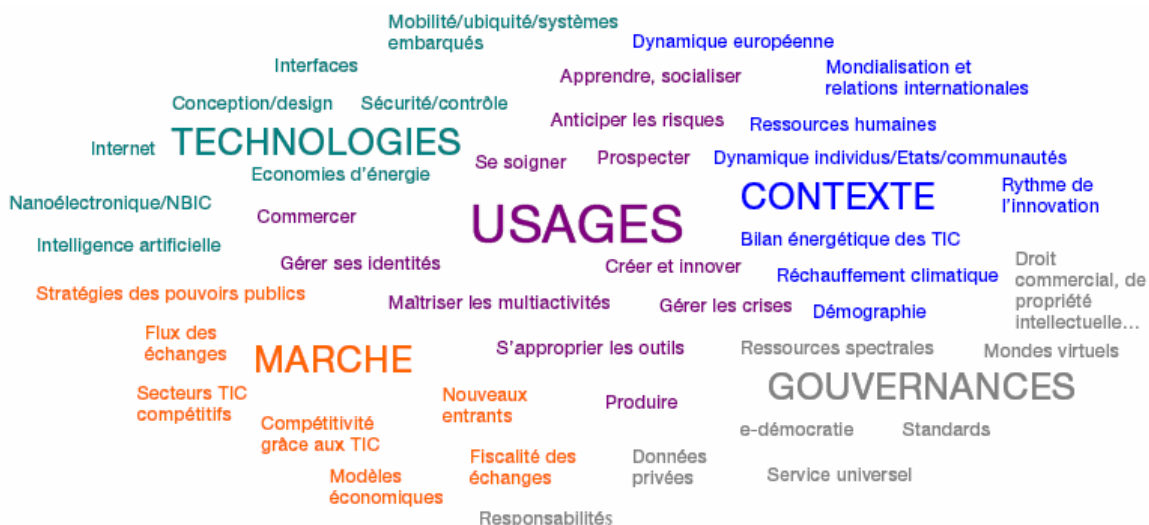 Mobilité/ubiquité/systèmes
embarqués
Dynamique européenne
Interfaces
Apprendre, socialiser
Mondialisation et
relations internationales
Conception/design
Sécurité/contrôle
Anticiper les risques
Ressources humaines
Internet
TECHNOLOGIES
Se soigner
Prospecter
Dynamique individus/Etats/communautés
Economies d'énergie
Nanoélectronique/NBIC
Commercer
USAGES
CONTEXTE
Rythme de
l'innovation
Intelligence artificielle
Bilan énergétique des TIC
Gérer ses identités
Créer et innover
Réchauffement climatique
Droit
commercial, de
propriété
intellectuelle...
Stratégies des pouvoirs publics
Maîtriser les multiactivités
Gérer les crises
Démographie
Flux des
échanges
MARCHE
S'approprier les outils
Ressources spectrales
Mondes virtuels
GOUVERNANCES
Secteurs TIC
compétitifs
Nouveaux
entrants
Produire
Compétitivité
grâce aux TIC
e-démocratie
Standards
Modèles
économiques
Fiscalité des
échanges
Données
privées
Service universel
Responsabilités